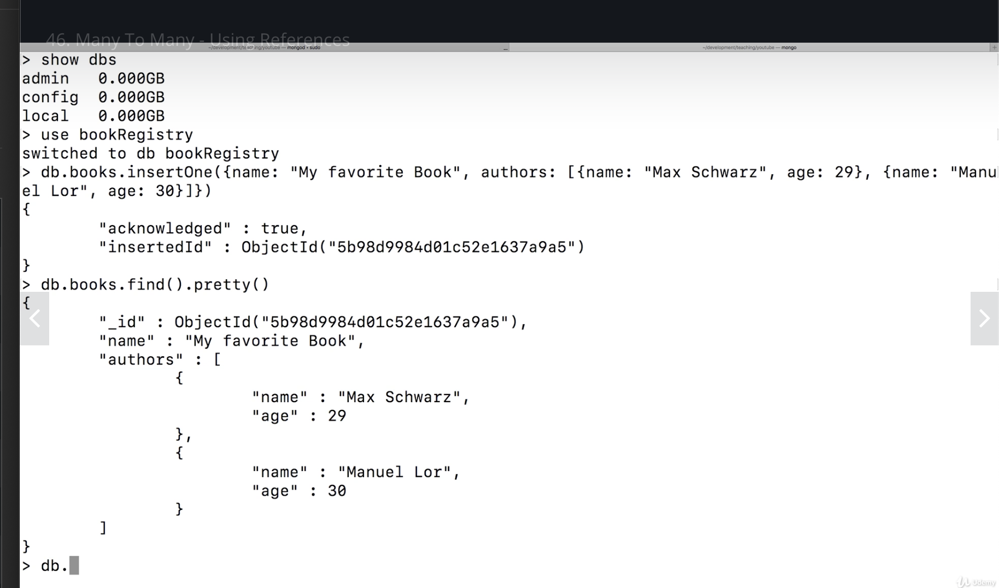 46. Many To Many - Using References
~/development/teaching/youtube — mongod • sudo
... ~/development/teaching/youtube — mongo +
> show dbs
admin   0.000GB
config  0.000GB
local   0.000GB
> use bookRegistry
switched to db bookRegistry
> db.books.insertOne({name: "My favorite Book", authors: [{name: "Max Schwarz", age: 29}, {name: "Manu
el Lor", age: 30}]})
{
        "acknowledged" : true,
        "insertedId" : ObjectId("5b98d9984d01c52e1637a9a5")
}
> db.books.find().pretty()
{
        "_id" : ObjectId("5b98d9984d01c52e1637a9a5"),
        "name" : "My favorite Book",
        "authors" : [
                {
                        "name" : "Max Schwarz",
                        "age" : 29
                },
                {
                        "name" : "Manuel Lor",
                        "age" : 30
                }
        ]
}
> db.
Udemy